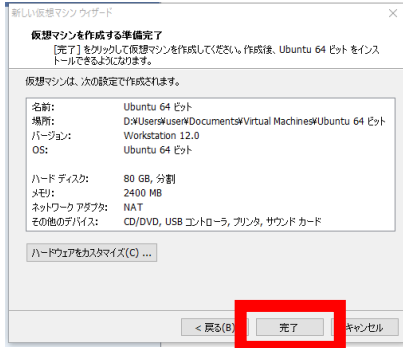 新しい仮想マシン ウィザード
仮想マシンを作成する準備完了
[完了] をクリックして仮想マシンを作成してください。作成後、Ubuntu 64 ビット をインス
トールできるようになります。
仮想マシンは、次の設定で作成されます。
名前: Ubuntu 64 ビット
場所: D:¥Users¥user¥Documents¥Virtual Machines¥Ubuntu 64 ビット
バージョン: Workstation 12.0
OS: Ubuntu 64 ビット
ハード ディスク: 80 GB, 分割
メモリ: 2400 MB
ネットワーク アダプタ: NAT
その他のデバイス: CD/DVD, USB コントローラ, プリンタ, サウンド カード
ハードウェアをカスタマイズ(C) ...
< 戻る(B) 完了 キャンセル